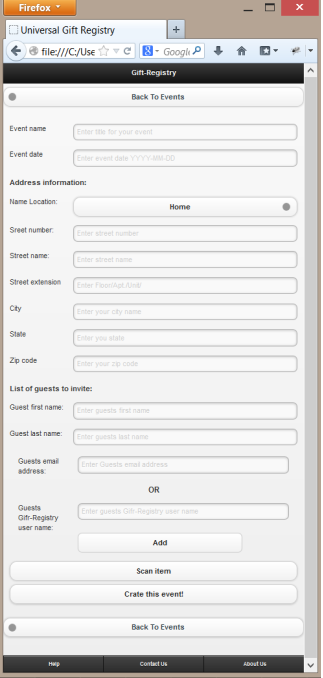 Firefox
Universal Gift Registry
file:///C:/Use
Google
Gift-Registry
Back To Events
Event name
Enter title for your event
Event date
Enter event date YYYY-MM-DD
Address information:
Name Location:
Home
Sreet number:
Enter street number
Street name:
Enter street name
Street extension
Enter Floor/Apt./Unit/
City
Enter your city name
State
Enter you state
Zip code
Enter your zip code
List of guests to invite:
Guest first name:
Enter guests first name
Guest last name:
Enter guests last name
Guests email
address:
Enter Guests email address
OR
Guests
Gifr-Registry
user name:
Enter guests Gift-Registry user name
Add
Scan item
Crate this event!
Back To Events
Help
Contact Us
About Us